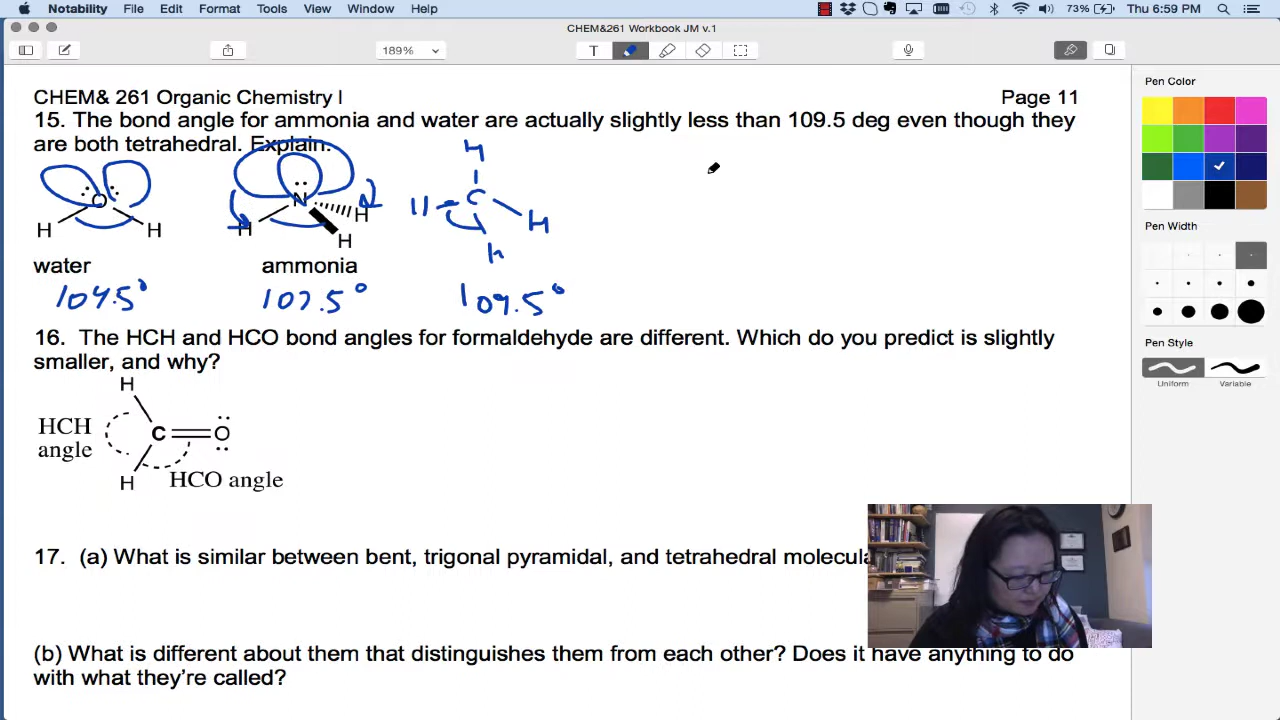 Notability File Edit Format Tools View Window Help 73% Thu 6:59 PM
CHEM&261 Workbook JM v.1
189%
T
CHEM& 261 Organic Chemistry I Page 11
15. The bond angle for ammonia and water are actually slightly less than 109.5 deg even though they
are both tetrahedral. Explain.
H
O N C
H H H H H H H
H
water ammonia
104.5° 107.5° 109.5°
16. The HCH and HCO bond angles for formaldehyde are different. Which do you predict is slightly
smaller, and why?
H
HCH
angle
C O
H
HCO angle
17. (a) What is similar between bent, trigonal pyramidal, and tetrahedral molecula
(b) What is different about them that distinguishes them from each other? Does it have anything to do
with what they're called?
Pen Color
Pen Width
Pen Style
Uniform Variable